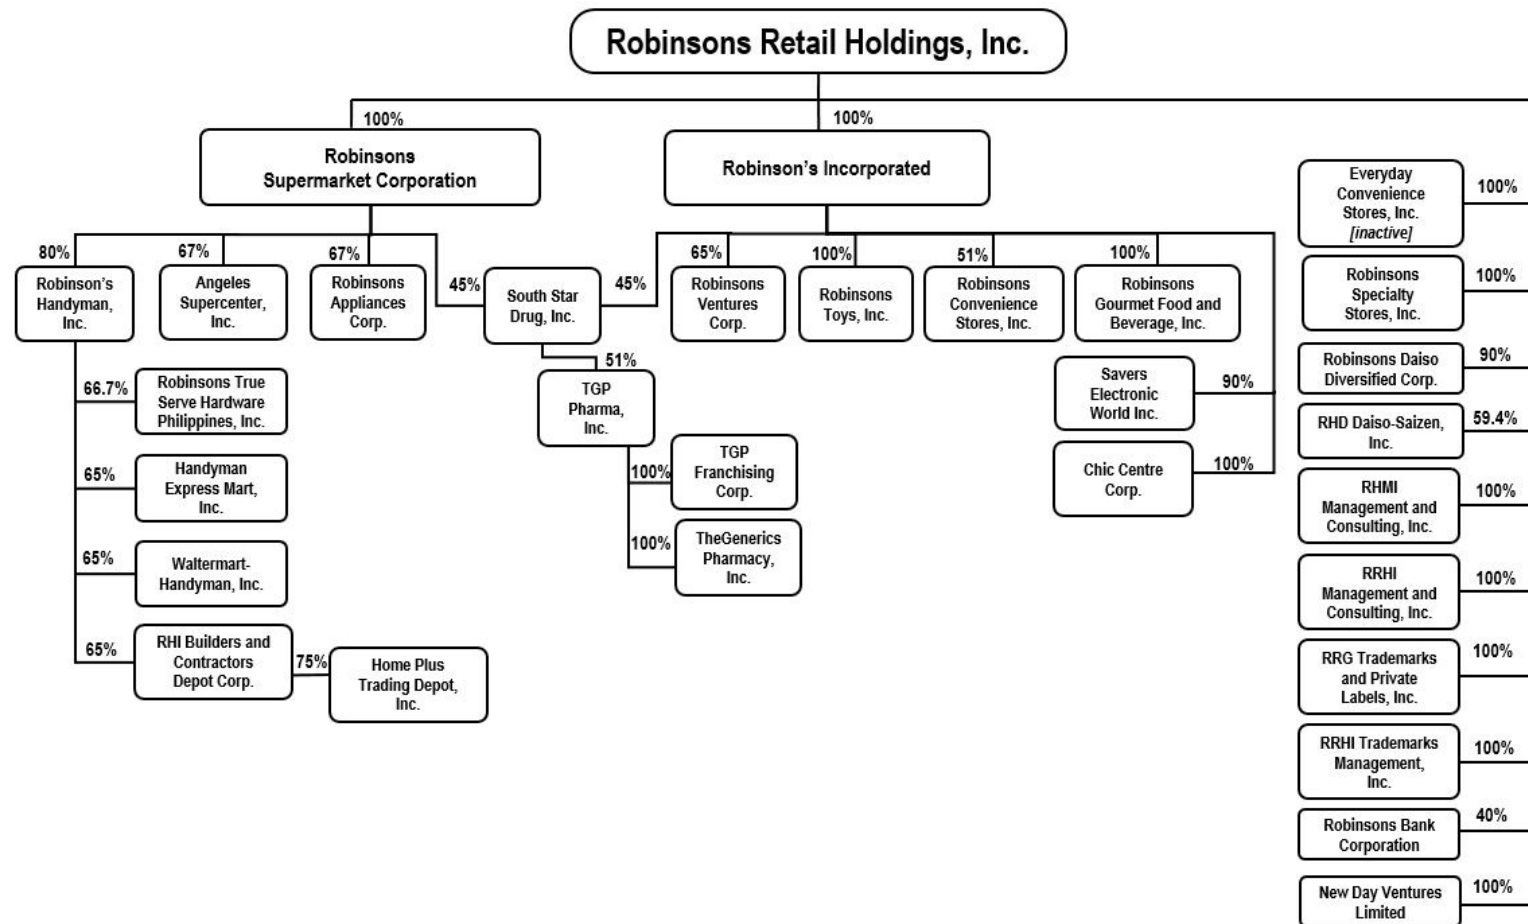 Robinsons Retail Holdings, Inc.
100%
100%
Robinsons
Supermarket Corporation
Robinson's Incorporated
80%
67%
67%
45%
45%
65%
100%
51%
100%
Robinson's
Handyman,
Inc.
Angeles
Supercenter,
Inc.
Robinsons
Appliances
Corp.
South Star
Drug, Inc.
Robinsons
Ventures
Corp.
Robinsons
Toys, Inc.
Robinsons
Convenience
Stores, Inc.
Robinsons
Gourmet Food and
Beverage, Inc.
66.7%
Robinsons True
Serve Hardware
Philippines, Inc.
65%
Handyman
Express Mart,
Inc.
65%
Waltermart-
Handyman, Inc.
65%
RHI Builders and
Contractors
Depot Corp.
75%
Home Plus
Trading Depot,
Inc.
51%
TGP
Pharma,
Inc.
100%
TGP
Franchising
Corp.
100%
TheGenerics
Pharmacy,
Inc.
Savers
Electronic
World Inc.
90%
Chic Centre
Corp.
100%
Everyday
Convenience
Stores, Inc.
[inactive]
100%
Robinsons
Specialty
Stores, Inc.
100%
Robinsons Daiso
Diversified Corp.
90%
RHD Daiso-Saizen,
Inc.
59.4%
RHMI
Management and
Consulting, Inc.
100%
RRHI
Management and
Consulting, Inc.
100%
RRG Trademarks
and Private
Labels, Inc.
100%
RRHI Trademarks
Management,
Inc.
100%
Robinsons Bank
Corporation
40%
New Day Ventures
Limited
100%